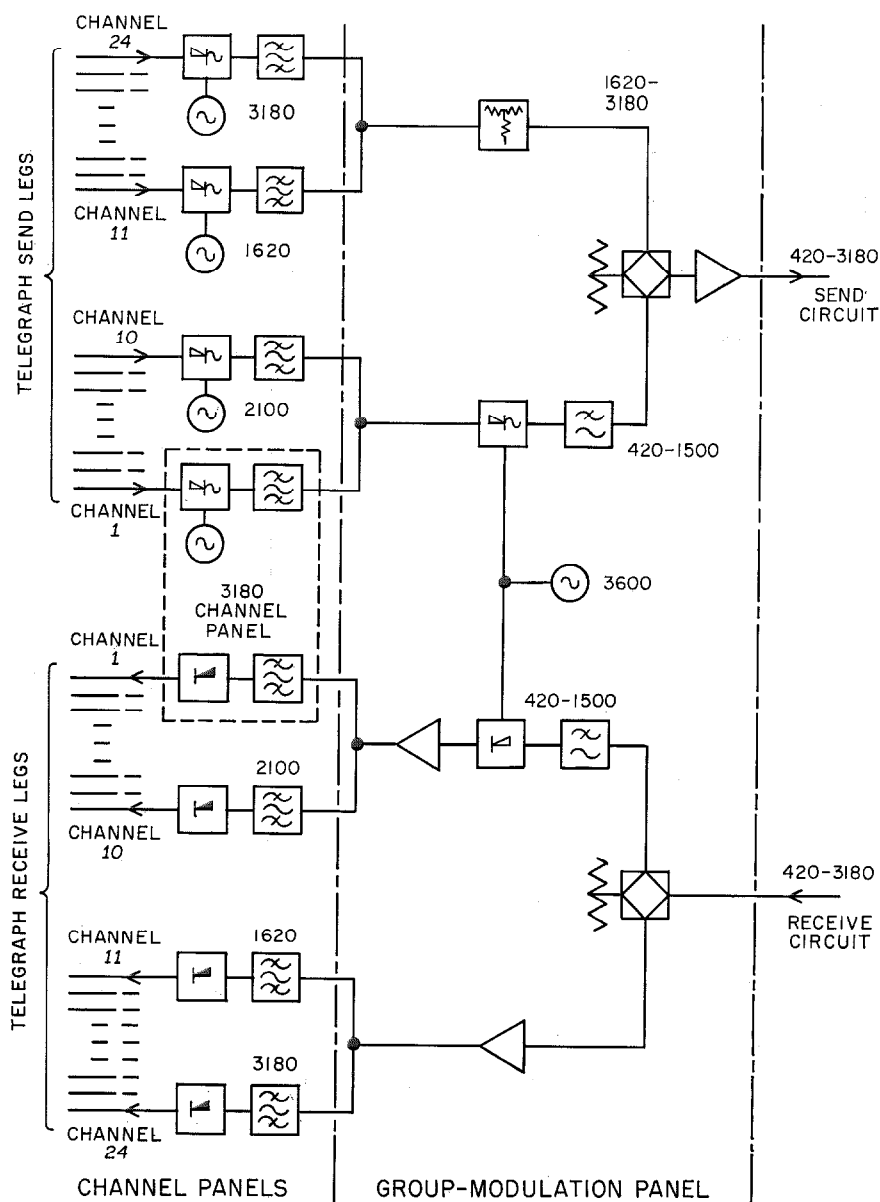 CHANNEL
24
3180
CHANNEL
11
1620
TELEGRAPH SEND LEGS
CHANNEL
10
2100
CHANNEL
1
3180
CHANNEL
PANEL
1620-
3180
420-3180
SEND
CIRCUIT
420-1500
3600
CHANNEL
1
420-1500
2100
CHANNEL
10
TELEGRAPH RECEIVE LEGS
420-3180
RECEIVE
CIRCUIT
CHANNEL
11
1620
3180
CHANNEL
24
CHANNEL PANELS
GROUP-MODULATION PANEL